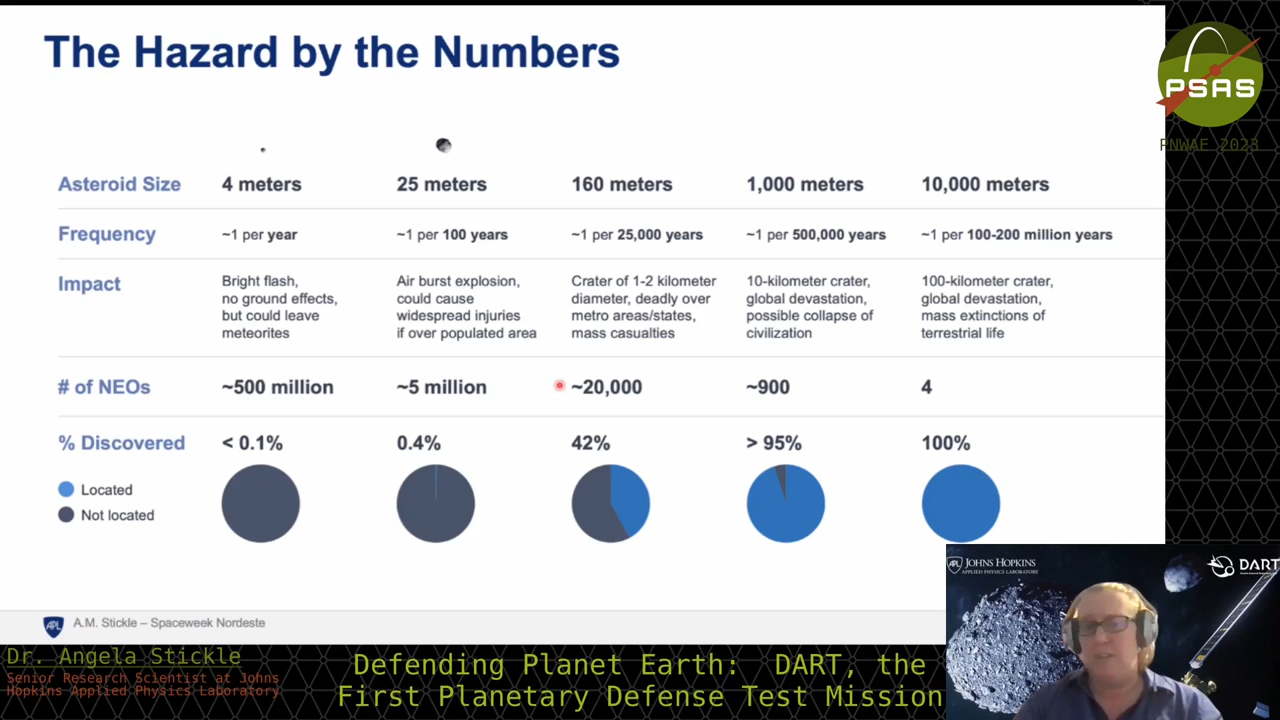 The Hazard by the Numbers
PSAS
PNWAE 2023
Asteroid Size 4 meters 25 meters 160 meters 1,000 meters 10,000 meters
Frequency ~1 per year ~1 per 100 years ~1 per 25,000 years ~1 per 500,000 years ~1 per 100-200 million years
Impact
Bright flash,
no ground effects,
but could leave
meteorites
Air burst explosion,
could cause
widespread injuries
if over populated area
Crater of 1-2 kilometer
diameter, deadly over
metro areas/states,
mass casualties
10-kilometer crater,
global devastation,
possible collapse of
civilization
100-kilometer crater,
global devastation,
mass extinctions of
terrestrial life
# of NEOs ~500 million ~5 million ~20,000 ~900 4
% Discovered < 0.1% 0.4% 42% > 95% 100%
Located
Not located
APL
A.M. Stickle – Spaceweek Nordeste
APL
JOHNS HOPKINS
APPLIED PHYSICS LABORATORY
DART
Dr. Angela Stickle
Senior Research Scientist at Johns
Hopkins Applied Physics Laboratory
Defending Planet Earth: DART, the
First Planetary Defense Test Mission